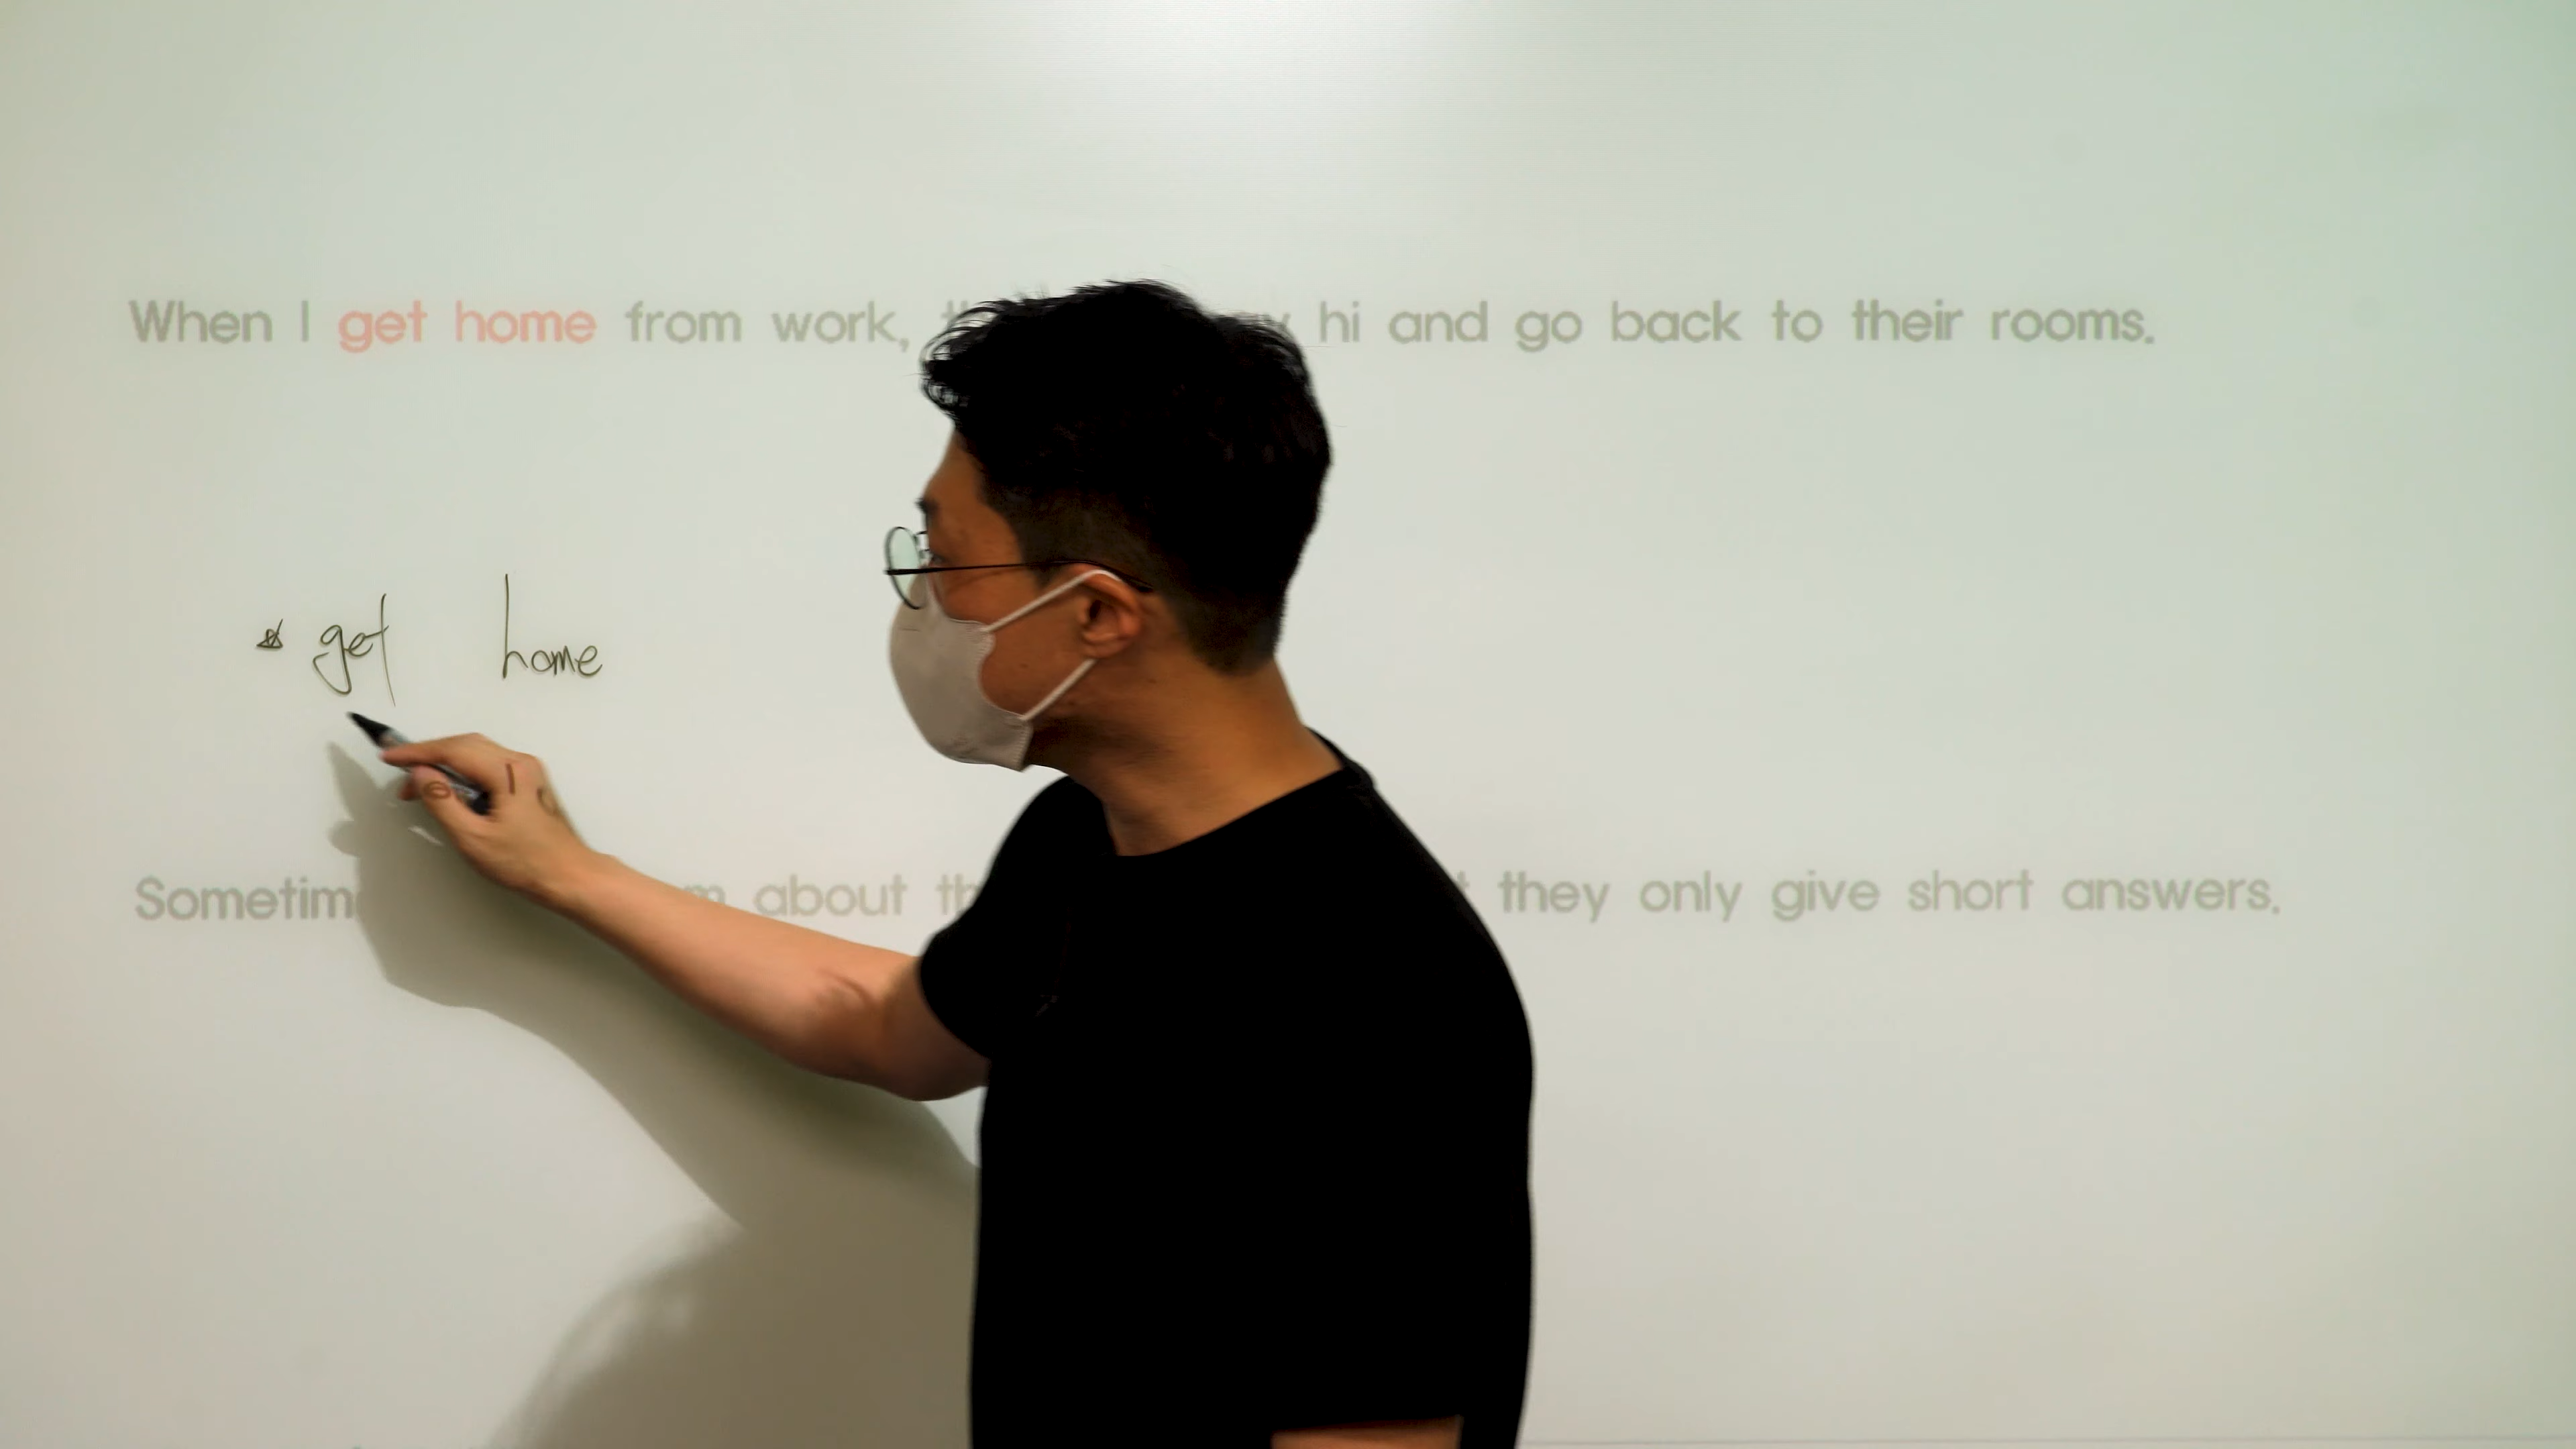 When I get home from work, hi and go back to their rooms.
get home
about they only give short answers.